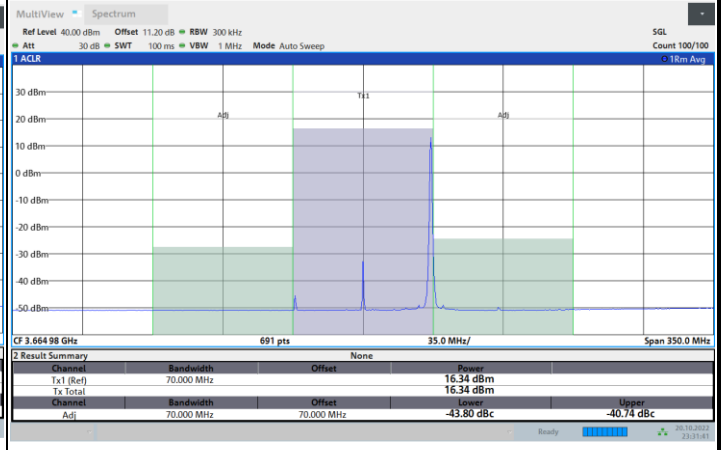 MultiView Spectrum
Ref Level 40.00 dBm Offset 11.20 dB RBW 300 kHz SGL
Att 30 dB SWT 100 ms VBW 1 MHz Mode Auto Sweep Count 100/100
1 ACLR 1Rm Avg
30 dBm
Tx1
20 dBm Adj Adj
10 dBm
0 dBm
-10 dBm
-20 dBm
-30 dBm
-40 dBm
-50 dBm
CF 3.664 98 GHz 691 pts 35.0 MHz/ Span 350.0 MHz
2 Result Summary None
Channel Bandwidth Offset Power
Tx1 (Ref) 70.000 MHz 16.34 dBm
Tx Total 16.34 dBm
Channel Bandwidth Offset Lower Upper
Adj 70.000 MHz 70.000 MHz -43.80 dBc -40.74 dBc
Ready 20.10.2022
23:31:41